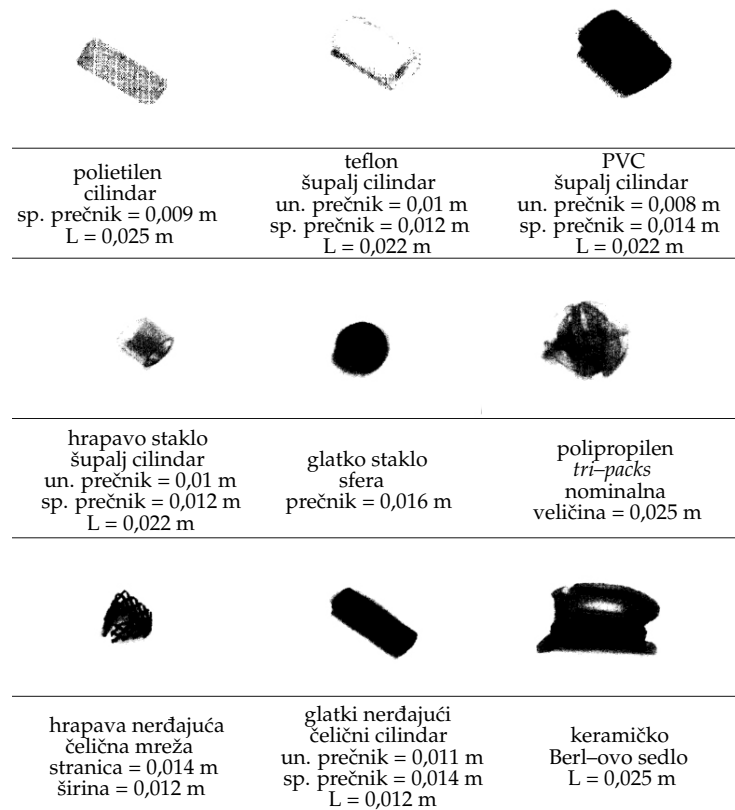 polietilen
cilindar
sp. prečnik = 0,009 m
L = 0,025 m
teflon
šupalj cilindar
un. prečnik = 0,01 m
sp. prečnik = 0,012 m
L = 0,022 m
PVC
šupalj cilindar
un. prečnik = 0,008 m
sp. prečnik = 0,014 m
L = 0,022 m
hrapavo staklo
šupalj cilindar
un. prečnik = 0,01 m
sp. prečnik = 0,012 m
L = 0,022 m
glatko staklo
sfera
prečnik = 0,016 m
polipropilen
tri–packs
nominalna
veličina = 0,025 m
hrapava nerđajuća
čelična mreža
stranica = 0,014 m
širina = 0,012 m
glatki nerđajući
čelični cilindar
un. prečnik = 0,011 m
sp. prečnik = 0,014 m
L = 0,012 m
keramičko
Berl–ovo sedlo
L = 0,025 m